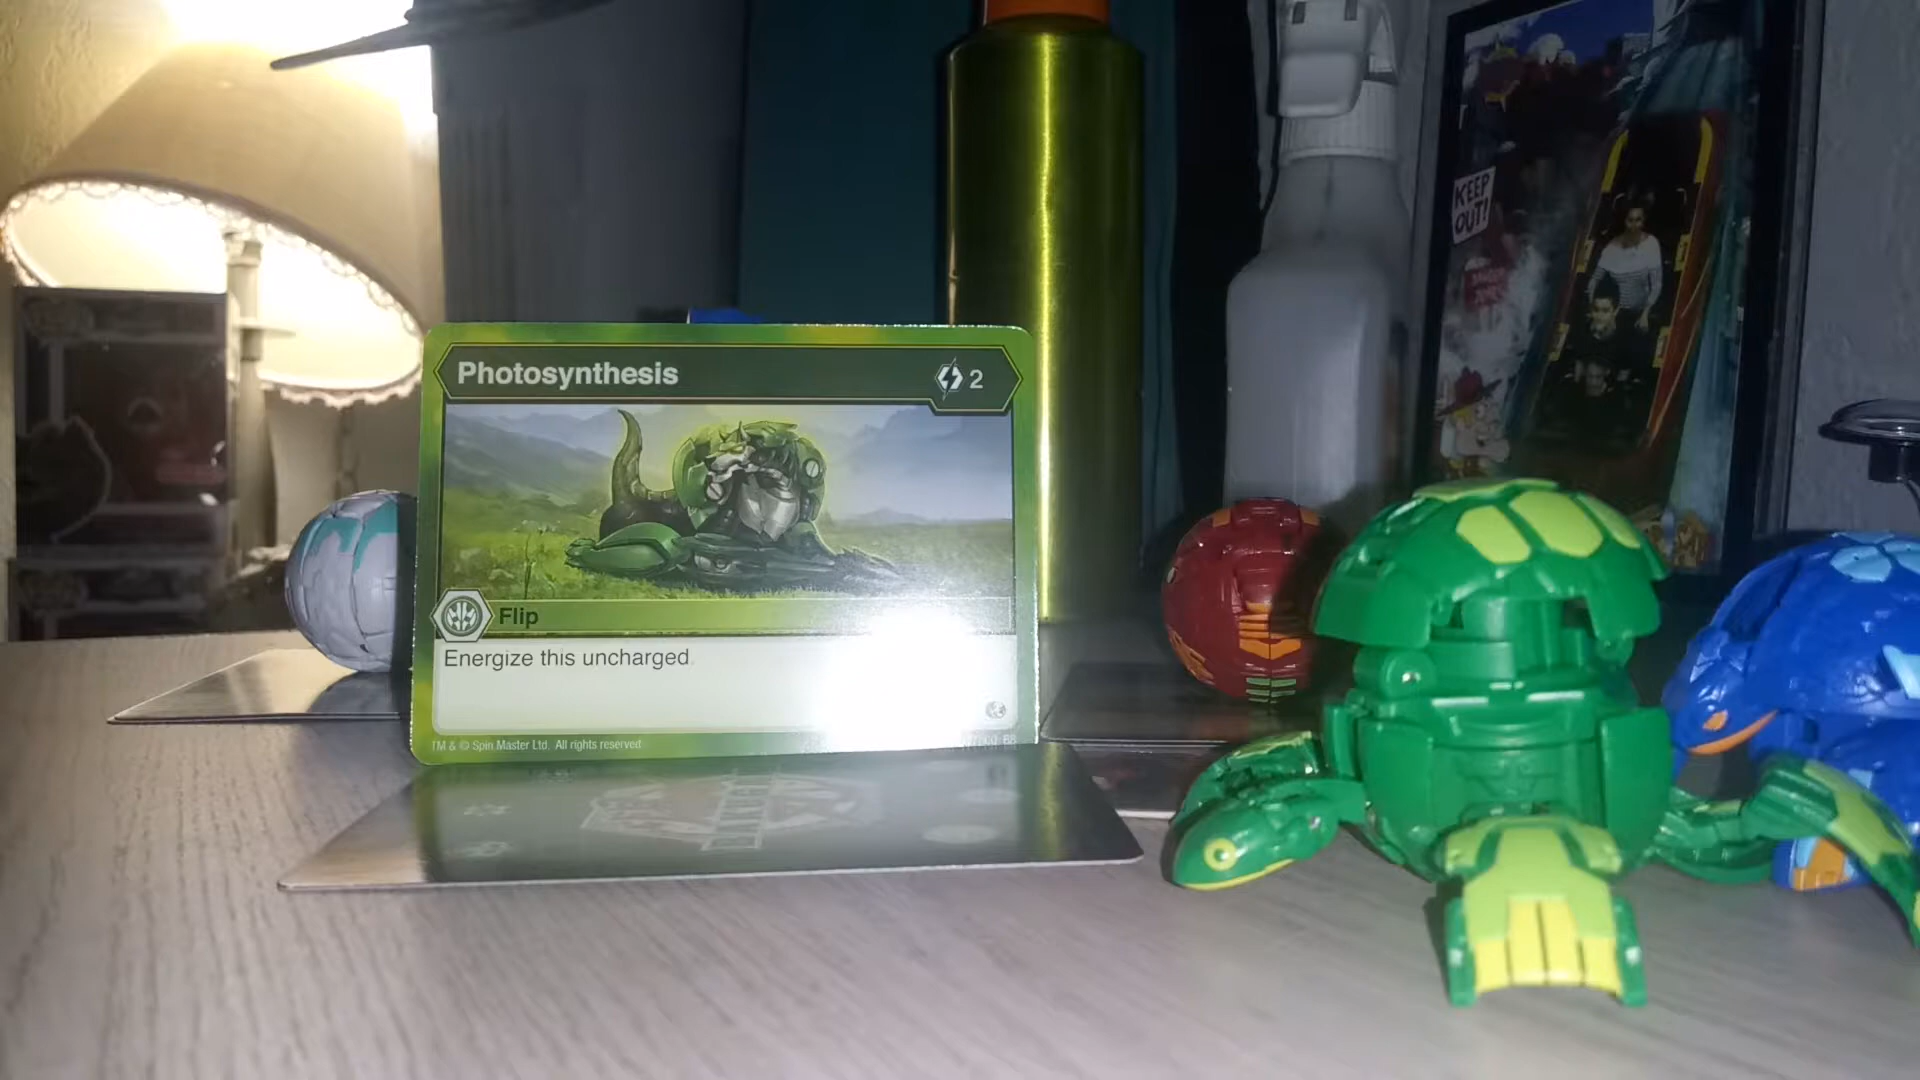 KEEP
OUT!
Photosynthesis
2
Flip
Energize this uncharged.
TM & © Spin Master Ltd. All rights reserved